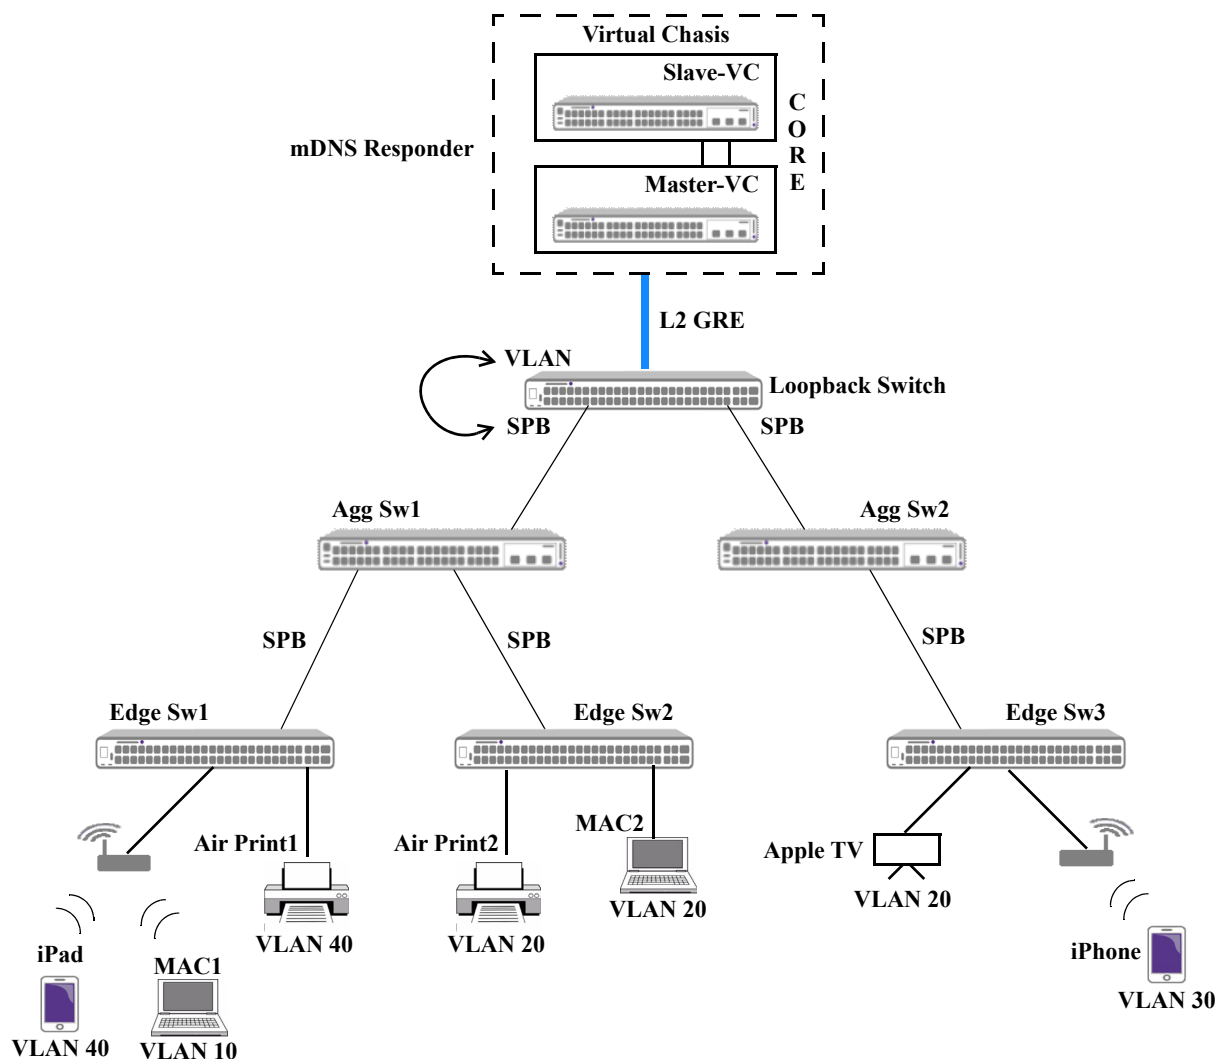 Virtual Chasis
Slave-VC
C
O
R
E
mDNS Responder
Master-VC
L2 GRE
VLAN
Loopback Switch
SPB
SPB
Agg Sw1
Agg Sw2
SPB
SPB
SPB
Edge Sw1
Edge Sw2
Edge Sw3
Air Print1
Air Print2
MAC2
Apple TV
VLAN 20
VLAN 20
VLAN 40
VLAN 20
iPad
MAC1
iPhone
VLAN 40
VLAN 10
VLAN 30